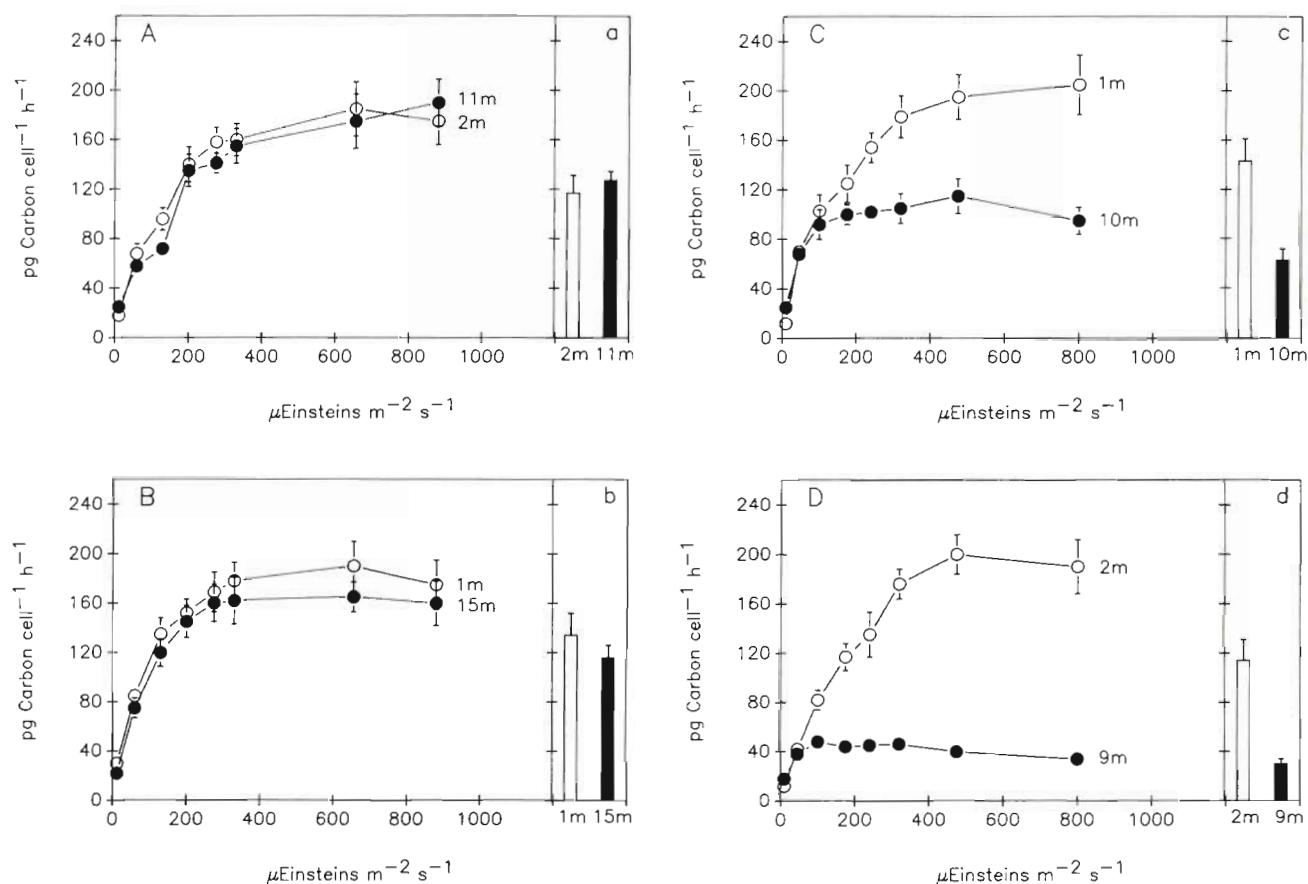 A
a
pg Carbon cell⁻¹ h⁻¹
240
200
160
120
80
40
0
11m
2m
0 200 400 600 800 1000
2m 11m
μEinsteins m⁻² s⁻¹
C
c
pg Carbon cell⁻¹ h⁻¹
240
200
160
120
80
40
0
1m
10m
0 200 400 600 800 1000
1m 10m
μEinsteins m⁻² s⁻¹
B
b
pg Carbon cell⁻¹ h⁻¹
240
200
160
120
80
40
0
1m
15m
0 200 400 600 800 1000
1m 15m
μEinsteins m⁻² s⁻¹
D
d
pg Carbon cell⁻¹ h⁻¹
240
200
160
120
80
40
0
2m
9m
0 200 400 600 800 1000
2m 9m
μEinsteins m⁻² s⁻¹